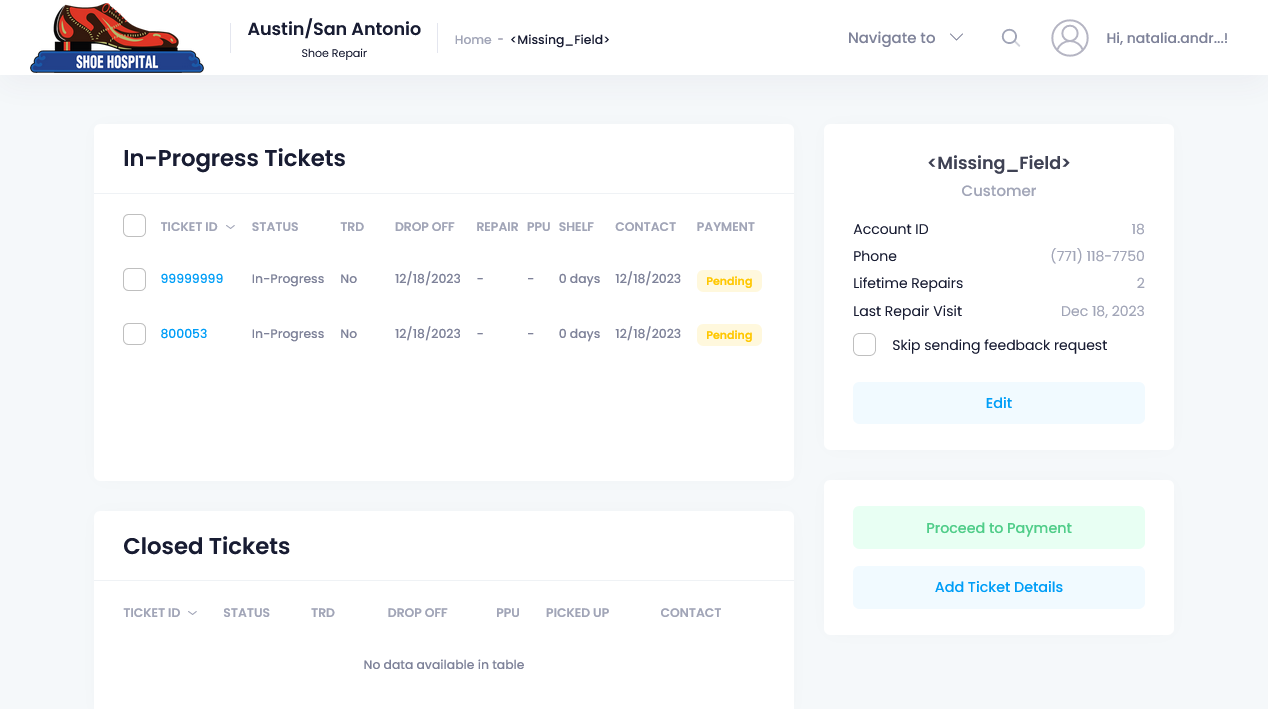 SHOE HOSPITAL
Austin/San Antonio
Shoe Repair
Home - <Missing_Field>
Navigate to
Hi, natalia.andr...!
In-Progress Tickets
TICKET ID STATUS TRD DROP OFF REPAIR PPU SHELF CONTACT PAYMENT
99999999 In-Progress No 12/18/2023 - - 0 days 12/18/2023 Pending
800053 In-Progress No 12/18/2023 - - 0 days 12/18/2023 Pending
Closed Tickets
TICKET ID STATUS TRD DROP OFF PPU PICKED UP CONTACT
No data available in table
<Missing_Field>
Customer
Account ID 18
Phone (771) 118-7750
Lifetime Repairs 2
Last Repair Visit Dec 18, 2023
Skip sending feedback request
Edit
Proceed to Payment
Add Ticket Details